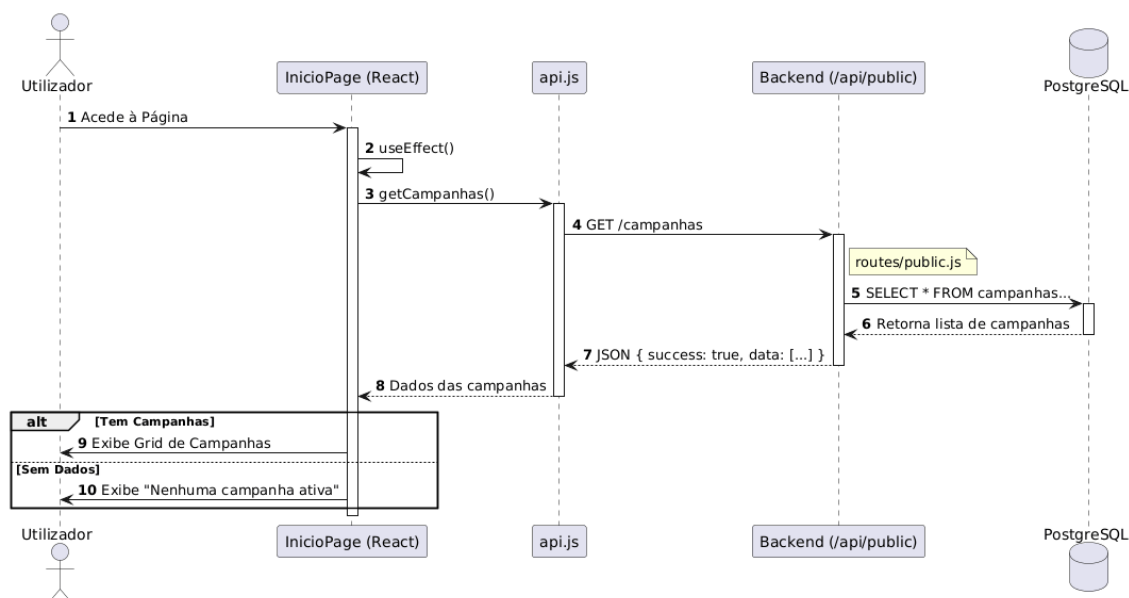 Utilizador
InicioPage (React)
api.js
Backend (/api/public)
PostgreSQL
1 Acede à Página
2 useEffect()
3 getCampanhas()
4 GET /campanhas
routes/public.js
5 SELECT * FROM campanhas...
6 Retorna lista de campanhas
7 JSON { success: true, data: [...] }
8 Dados das campanhas
alt [Tem Campanhas]
9 Exibe Grid de Campanhas
[Sem Dados]
10 Exibe "Nenhuma campanha ativa"
Utilizador
InicioPage (React)
api.js
Backend (/api/public)
PostgreSQL